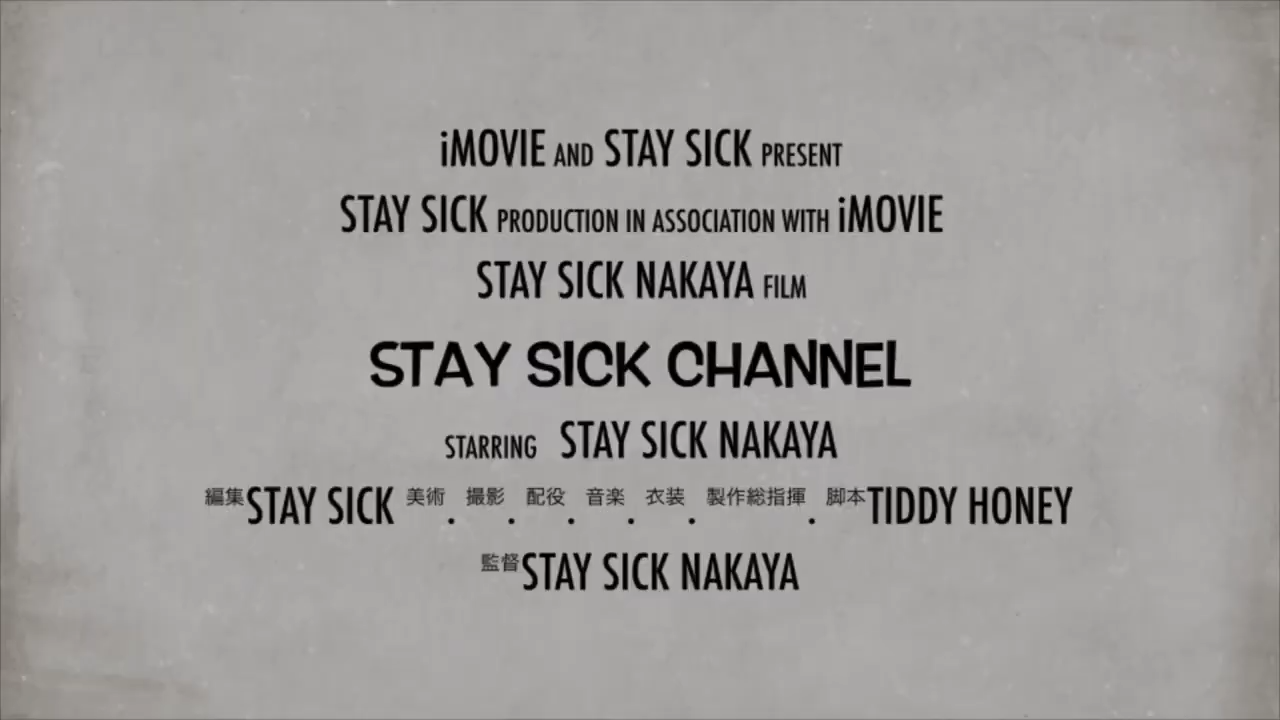 iMOVIE AND STAY SICK PRESENT
STAY SICK PRODUCTION IN ASSOCIATION WITH iMOVIE
STAY SICK NAKAYA FILM
STAY SICK CHANNEL
STARRING STAY SICK NAKAYA
編集STAY SICK 美術. 撮影. 配役. 音楽. 衣装. 製作総指揮. 脚本TIDDY HONEY
監督STAY SICK NAKAYA